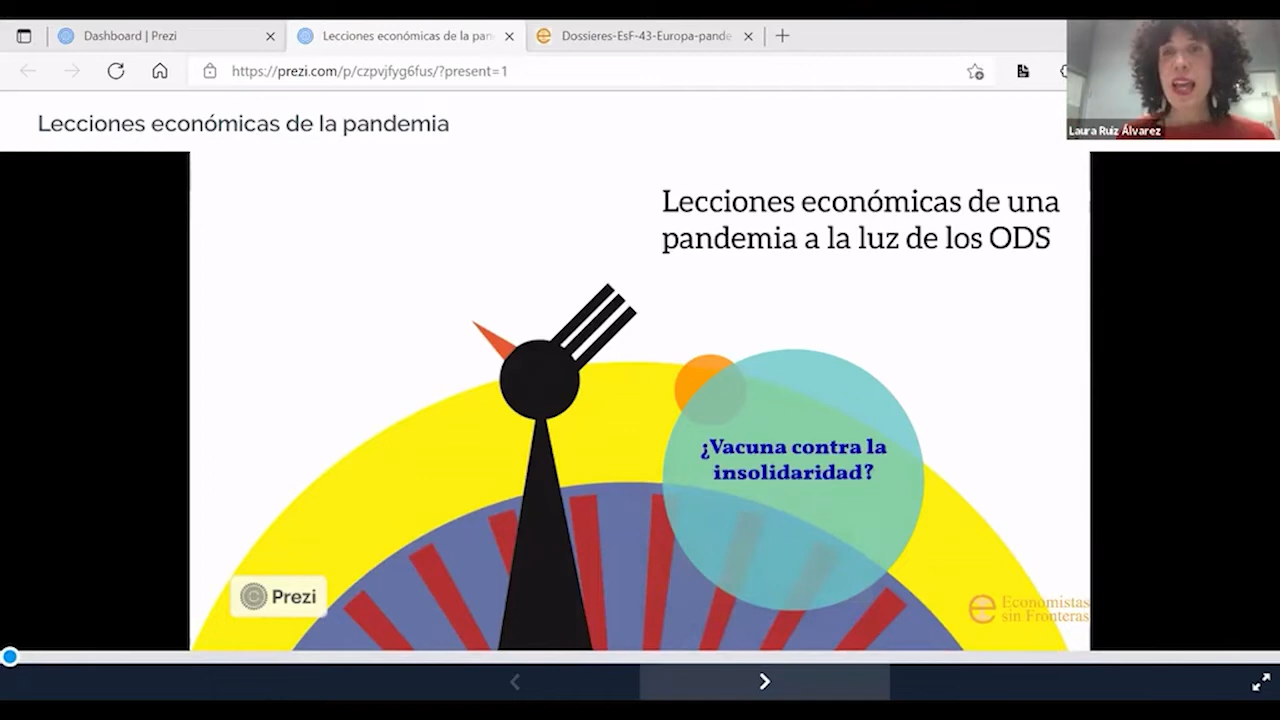 Dashboard | Prezi
Lecciones económicas de la pan
Dossieres-EsF-43-Europa-pande
https://prezi.com/p/czpvjfyg6fus/?present=1
Laura Ruiz Álvarez
Lecciones económicas de la pandemia
Lecciones económicas de una
pandemia a la luz de los ODS
¿Vacuna contra la
insolidaridad?
Prezi
Economistas
sin Fronteras